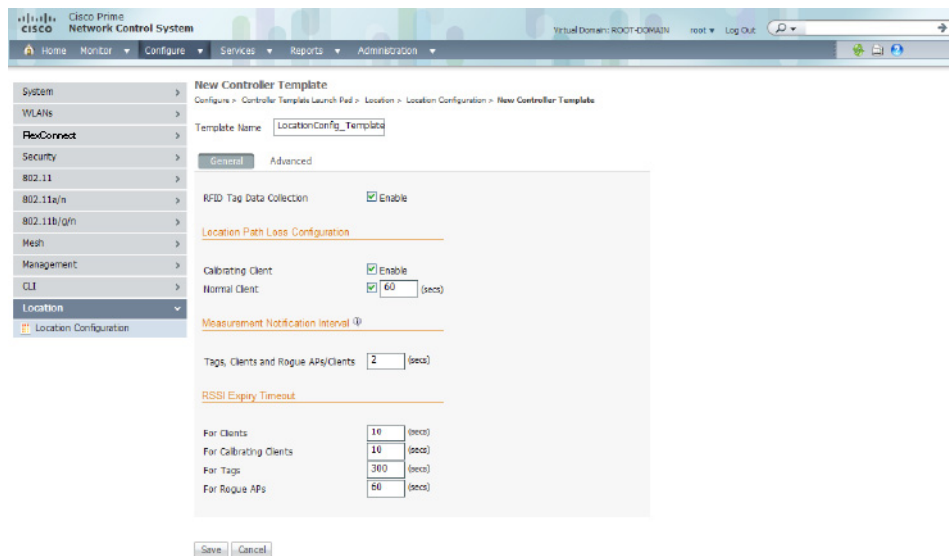 Cisco Prime
CISCO Network Control System
Virtual Domain: ROOT-DOMAIN root Log Out
Home Monitor Configure Services Reports Administration
System
WLANs
FlexConnect
Security
802.11
802.11a/n
802.11b/g/n
Mesh
Management
CLI
Location
Location Configuration
New Controller Template
Configure > Controller Template Launch Pad > Location > Location Configuration > New Controller Template
Template Name LocationConfig_Template
General Advanced
RFID Tag Data Collection Enable
Location Path Loss Configuration
Calibrating Client Enable
Normal Client 60 (secs)
Measurement Notification Interval
Tags, Clients and Rogue APs/Clients 2 (secs)
RSSI Expiry Timeout
For Clients 10 (secs)
For Calibrating Clients 10 (secs)
For Tags 300 (secs)
For Rogue APs 60 (secs)
Save Cancel